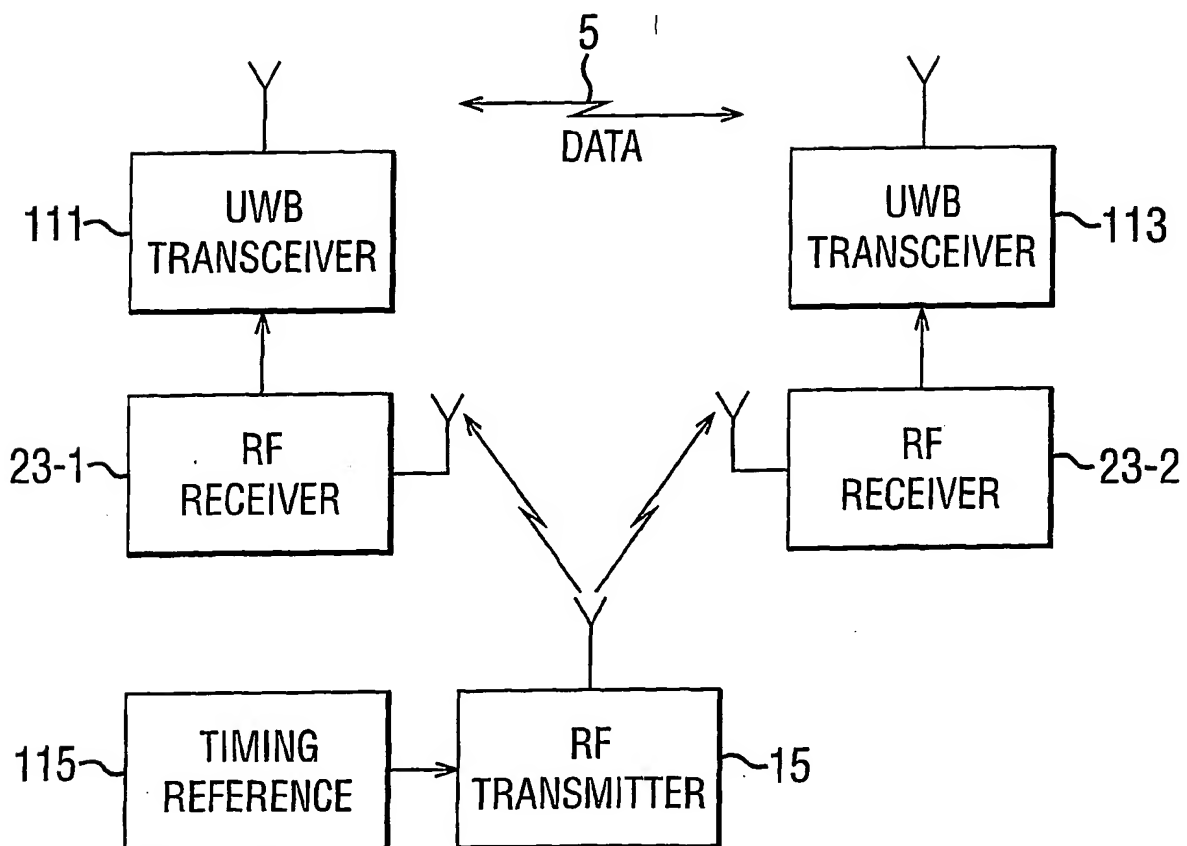 5
DATA
111
UWB
TRANSCEIVER
UWB
TRANSCEIVER
113
23-1
RF
RECEIVER
RF
RECEIVER
23-2
115
TIMING
REFERENCE
RF
TRANSMITTER
15